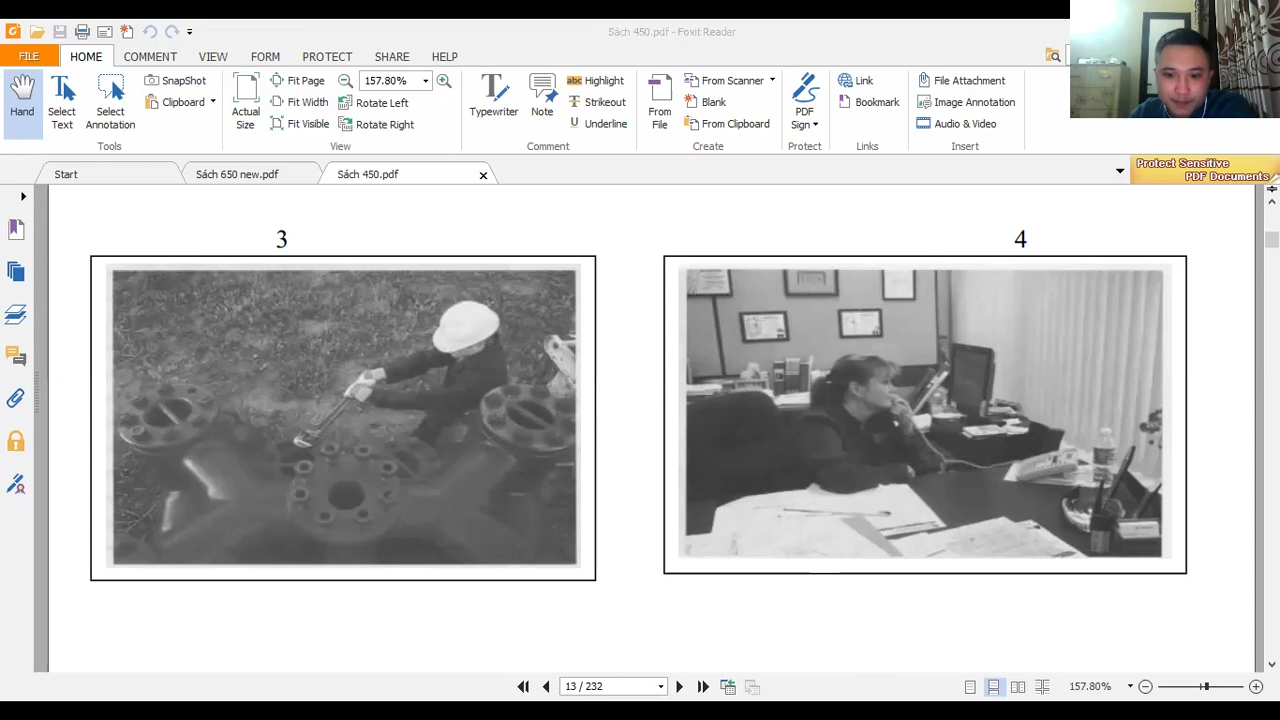 Sách 450.pdf - Foxit Reader
FILE HOME COMMENT VIEW FORM PROTECT SHARE HELP
Hand
Select Text
Select Annotation
SnapShot
Clipboard
Tools
Actual Size
Fit Page
Fit Width
Fit Visible
157.80%
Rotate Left
Rotate Right
View
Typewriter
Note
Highlight
Strikeout
Underline
Comment
From File
From Scanner
Blank
From Clipboard
Create
PDF Sign
Protect
Link
Bookmark
Links
File Attachment
Image Annotation
Audio & Video
Insert
Start Sách 650 new.pdf Sách 450.pdf
Protect Sensitive
PDF Documents
3 4
13 / 232 157.80%